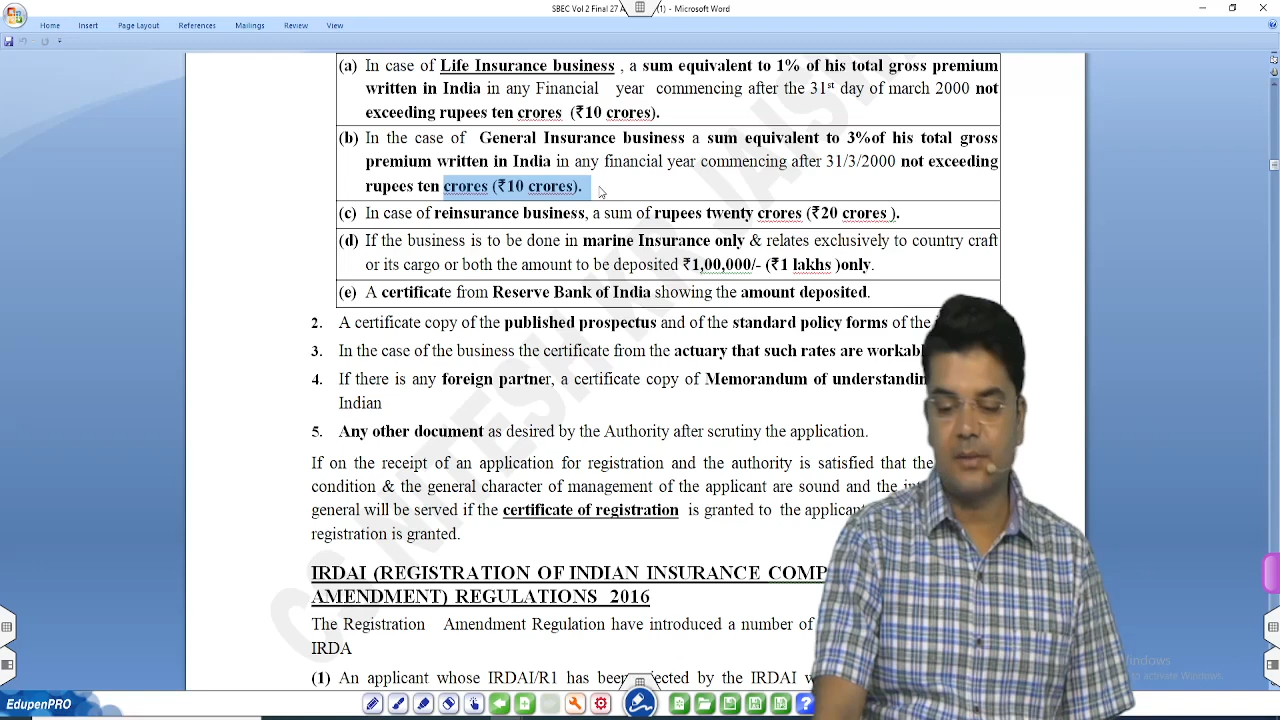 SBEC Vol 2 Final 27 A (1) - Microsoft Word
Home Insert Page Layout References Mailings Review View
(a) In case of Life Insurance business , a sum equivalent to 1% of his total gross premium
written in India in any Financial year commencing after the 31st day of march 2000 not
exceeding rupees ten crores (₹10 crores).
(b) In the case of General Insurance business a sum equivalent to 3%of his total gross
premium written in India in any financial year commencing after 31/3/2000 not exceeding
rupees ten crores (₹10 crores).
(c) In case of reinsurance business, a sum of rupees twenty crores (₹20 crores ).
(d) If the business is to be done in marine Insurance only & relates exclusively to country craft
or its cargo or both the amount to be deposited ₹1,00,000/- (₹1 lakhs )only.
(e) A certificate from Reserve Bank of India showing the amount deposited.
2. A certificate copy of the published prospectus and of the standard policy forms of the
3. In the case of the business the certificate from the actuary that such rates are workab
4. If there is any foreign partner, a certificate copy of Memorandum of understandin
Indian
5. Any other document as desired by the Authority after scrutiny the application.
If on the receipt of an application for registration and the authority is satisfied that the
condition & the general character of management of the applicant are sound and the in
general will be served if the certificate of registration is granted to the applican
registration is granted.
IRDAI (REGISTRATION OF INDIAN INSURANCE COMP
AMENDMENT) REGULATIONS 2016
The Registration Amendment Regulation have introduced a number of
IRDA
(1) An applicant whose IRDAI/R1 has been ected by the IRDAI
EdupenPRO